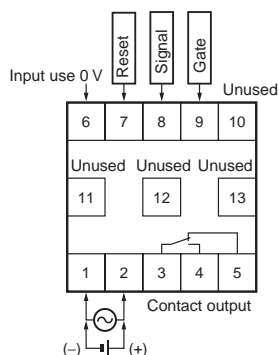 Reset
Signal
Gate
Input use 0 V
Unused
6 7 8 9 10
Unused Unused Unused
11 12 13
1 2 3 4 5
Contact output
(−) (+)